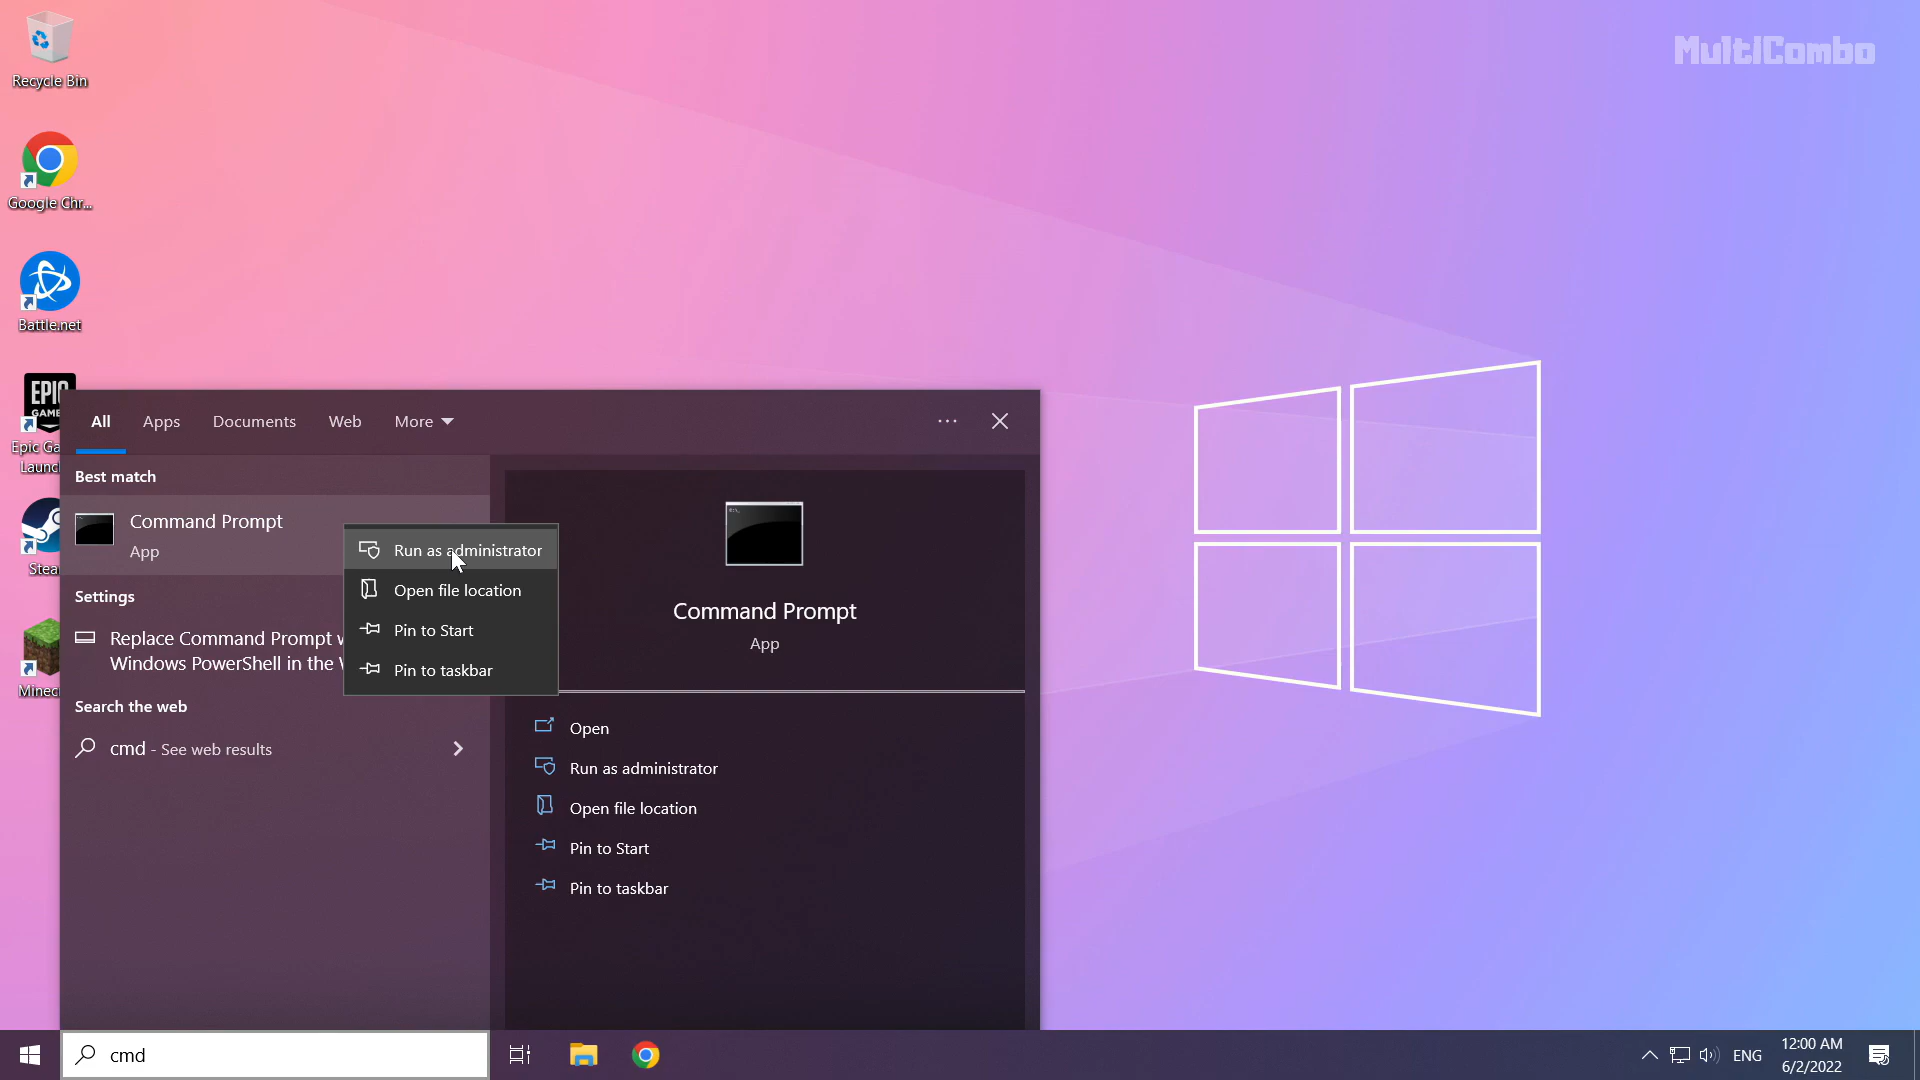 MultiCombo
Recycle Bin
Google Chr...
Battle.net
EPIC
GAM
Epic Ga
Launc
Stea
Minec
All
Apps
Documents
Web
More
Best match
Command Prompt
App
Settings
Replace Command Prompt w
Windows PowerShell in the
Search the web
cmd - See web results
Run as administrator
Open file location
Pin to Start
Pin to taskbar
Command Prompt
App
Open
Run as administrator
Open file location
Pin to Start
Pin to taskbar
cmd
ENG
12:00 AM
6/2/2022